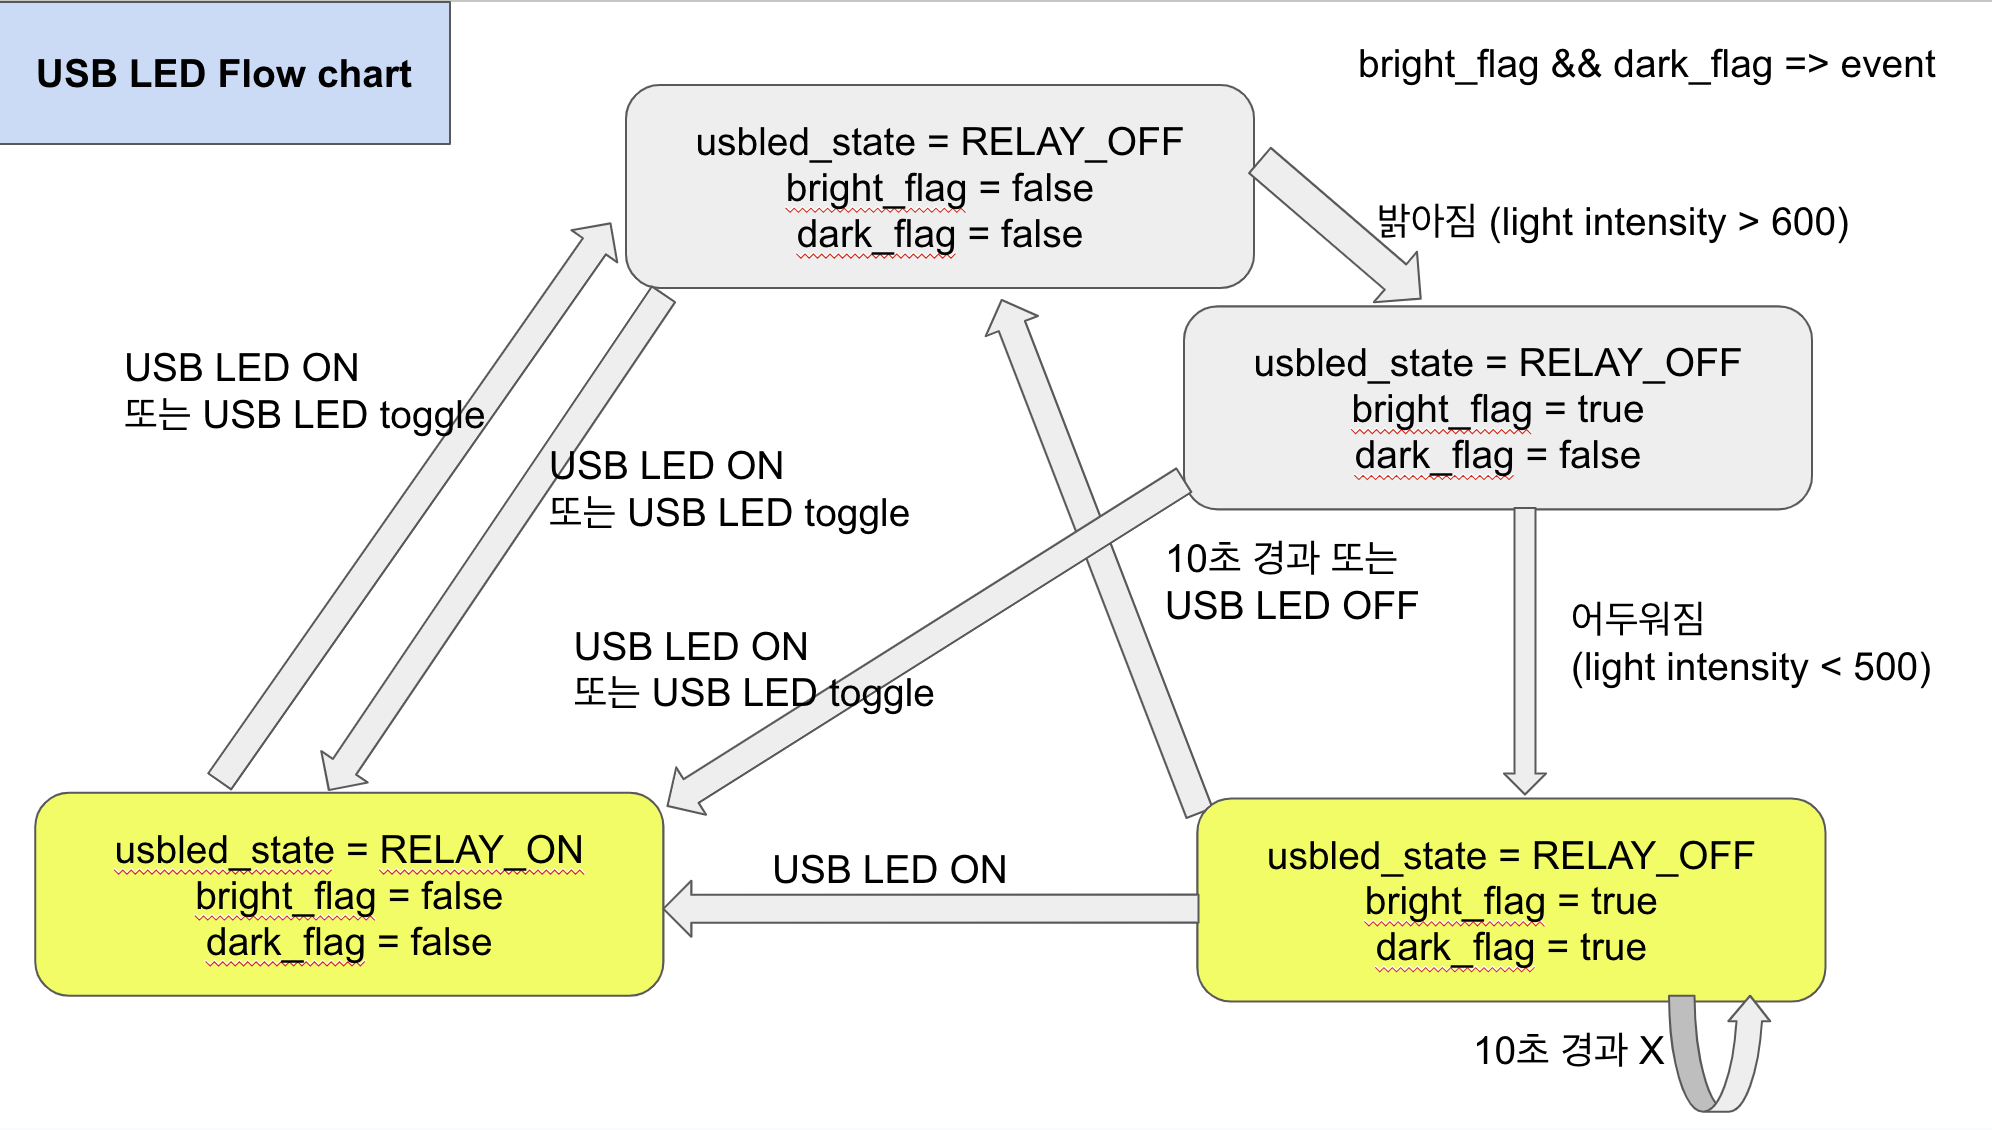 USB LED Flow chart
bright_flag && dark_flag => event
usbled_state = RELAY_OFF
bright_flag = false
dark_flag = false
밝아짐 (light intensity > 600)
usbled_state = RELAY_OFF
bright_flag = true
dark_flag = false
USB LED ON
또는 USB LED toggle
USB LED ON
또는 USB LED toggle
10초 경과 또는
USB LED OFF
어두워짐
(light intensity < 500)
USB LED ON
또는 USB LED toggle
usbled_state = RELAY_ON
bright_flag = false
dark_flag = false
USB LED ON
usbled_state = RELAY_OFF
bright_flag = true
dark_flag = true
10초 경과 X